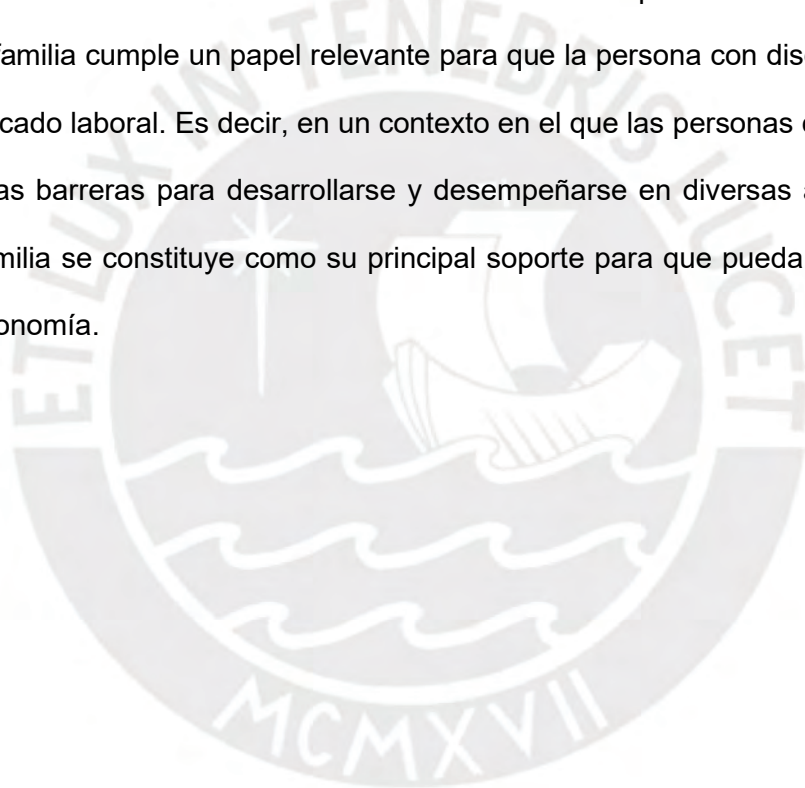 familia cumple un papel relevante para que la persona con
cado laboral. Es decir, en un contexto en el que las personas
as barreras para desarrollarse y desempeñarse en diversas
milia se constituye como su principal soporte para que
onomía.
ET LUX IN TENEBRIS LUCET
MCMXVII